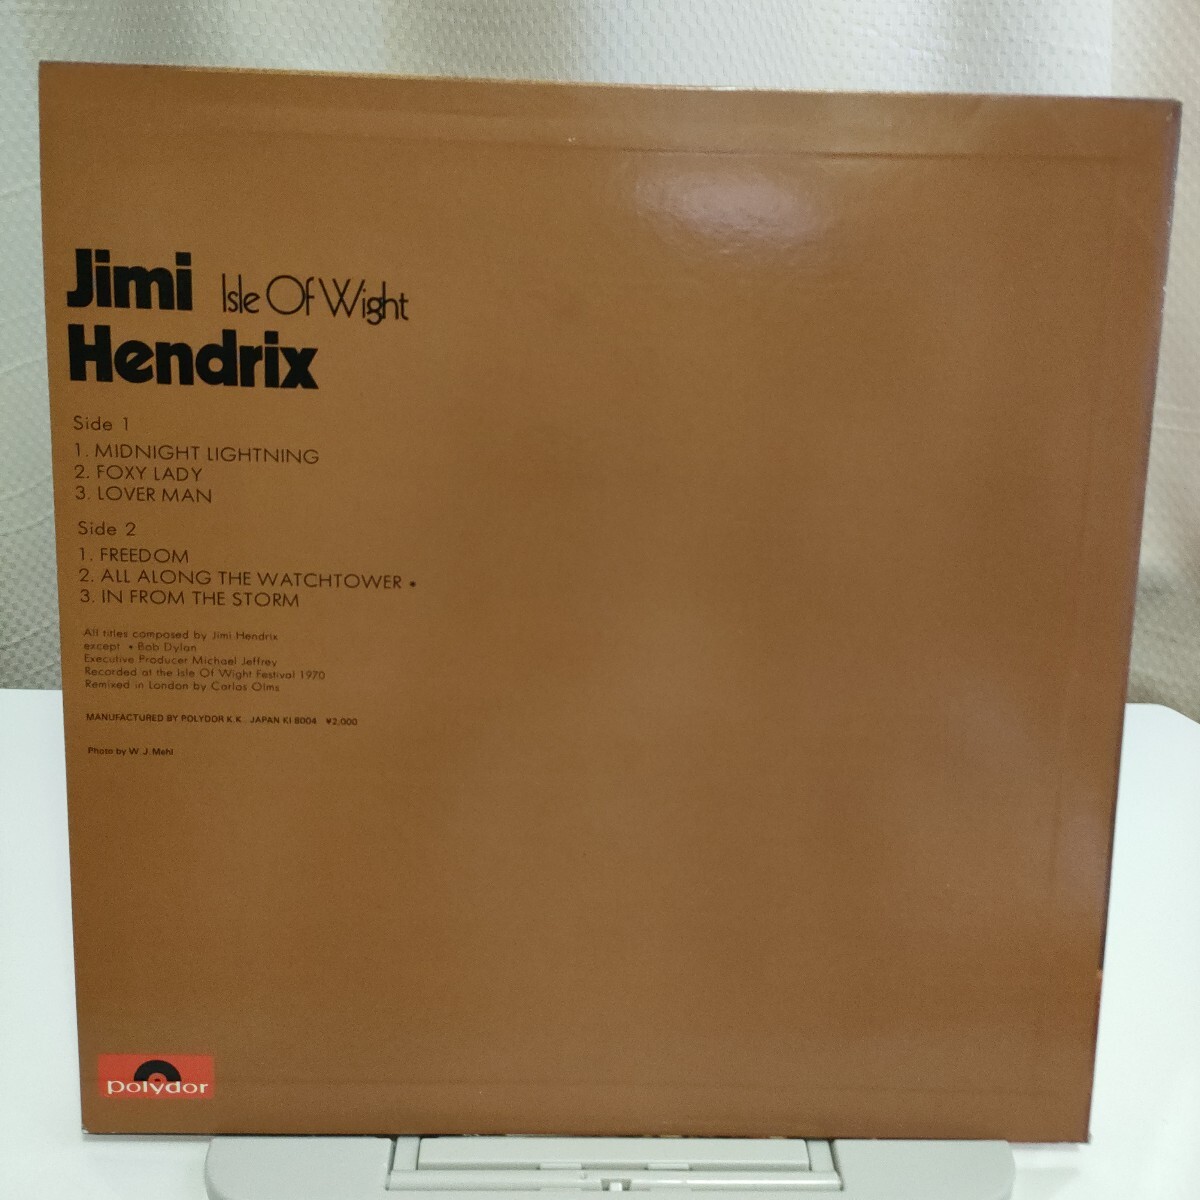 Jimi Isle Of Wight
Hendrix
Side 1
1. MIDNIGHT LIGHTNING
2. FOXY LADY
3. LOVER MAN
Side 2
1. FREEDOM
2. ALL ALONG THE WATCHTOWER •
3. IN FROM THE STORM
All titles composed by Jimi Hendrix
except • Bob Dylan
Executive Producer Michael Jeffrey
Recorded at the Isle Of Wight Festival 1970
Remixed in London by Carlos Olms
MANUFACTURED BY POLYDOR K.K. JAPAN KI 8004 ¥2,000
Photo by W. J. Mehl
polydor